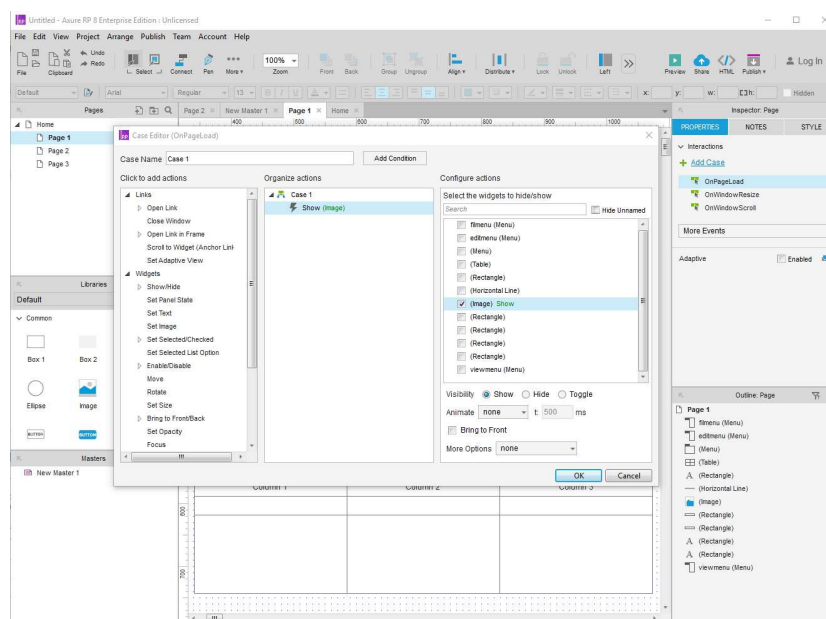 Untitled - Axure RP 8 Enterprise Edition : Unlicensed
File Edit View Project Arrange Publish Team Account Help
Undo
Redo
100%
File Clipboard Select Connect Pen More Zoom Front Back Group Ungroup Align Distribute Lock Unlock Left Preview Share HTML Publish Log In
Default Arial Regular 13 x: y: w: h: Hidden
Pages
Page 2 New Master 1 Page 1 Home
Inspector: Page
Home
Page 1
Page 2
Page 3
400 500 600 700 800 900 1000
PROPERTIES NOTES STYLE
Interactions
Add Case
OnPageLoad
OnWindowResize
OnWindowScroll
More Events
Adaptive Enabled
Case Editor (OnPageLoad)
Case Name Case 1 Add Condition
Click to add actions
Links
Open Link
Close Window
Open Link in Frame
Scroll to Widget (Anchor Link
Set Adaptive View
Widgets
Show/Hide
Set Panel State
Set Text
Set Image
Set Selected/Checked
Set Selected List Option
Enable/Disable
Move
Rotate
Set Size
Bring to Front/Back
Set Opacity
Focus
Organize actions
Case 1
Show (Image)
Configure actions
Select the widgets to hide/show
Search Hide Unnamed
filmenu (Menu)
editmenu (Menu)
(Menu)
(Table)
(Rectangle)
(Horizontal Line)
(Image) Show
(Rectangle)
(Rectangle)
(Rectangle)
(Rectangle)
viewmenu (Menu)
Visibility Show Hide Toggle
Animate none t: 500 ms
Bring to Front
More Options none
OK Cancel
Libraries
Default
Common
Box 1 Box 2
Ellipse Image
BUTTON BUTTON
Masters
New Master 1
Column 1 Column 2 Column 3
600
700
Outline: Page
Page 1
filmenu (Menu)
editmenu (Menu)
(Menu)
(Table)
(Rectangle)
(Horizontal Line)
(Image)
(Rectangle)
(Rectangle)
(Rectangle)
(Rectangle)
viewmenu (Menu)